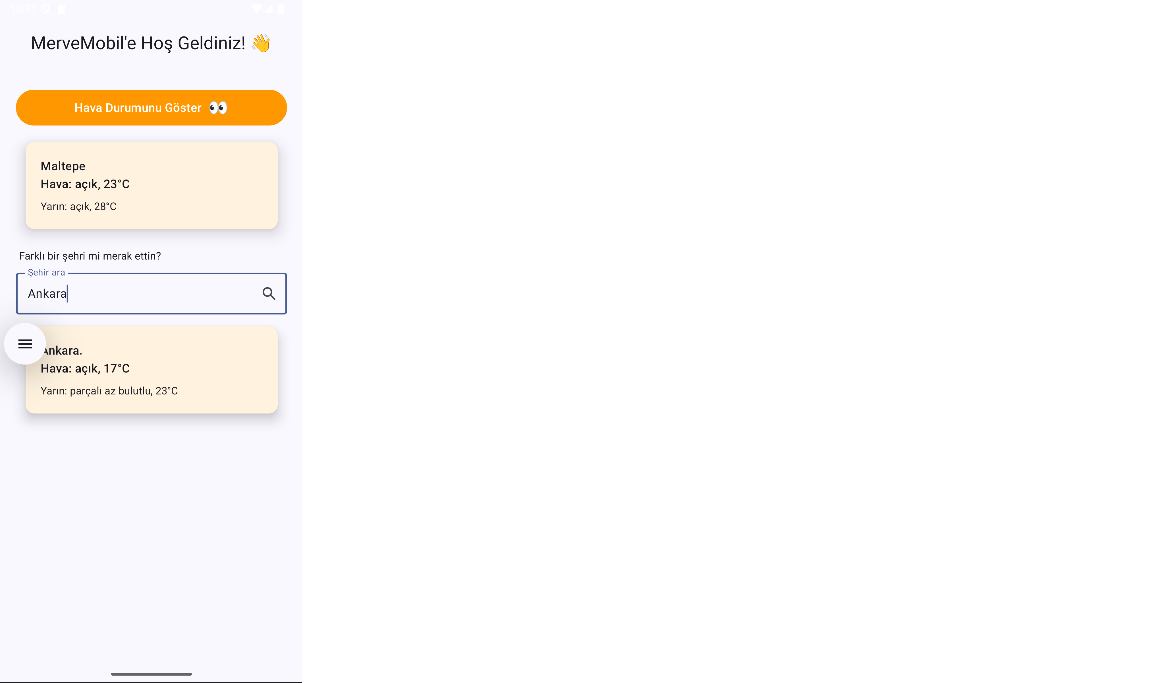 MerveMobil'e Hoş Geldiniz! 👋
Hava Durumunu Göster 👀
Maltepe
Hava: açık, 23°C
Yarın: açık, 28°C
Farklı bir şehri mi merak ettin?
Şehir ara
Ankara
Ankara.
Hava: açık, 17°C
Yarın: parçalı az bulutlu, 23°C